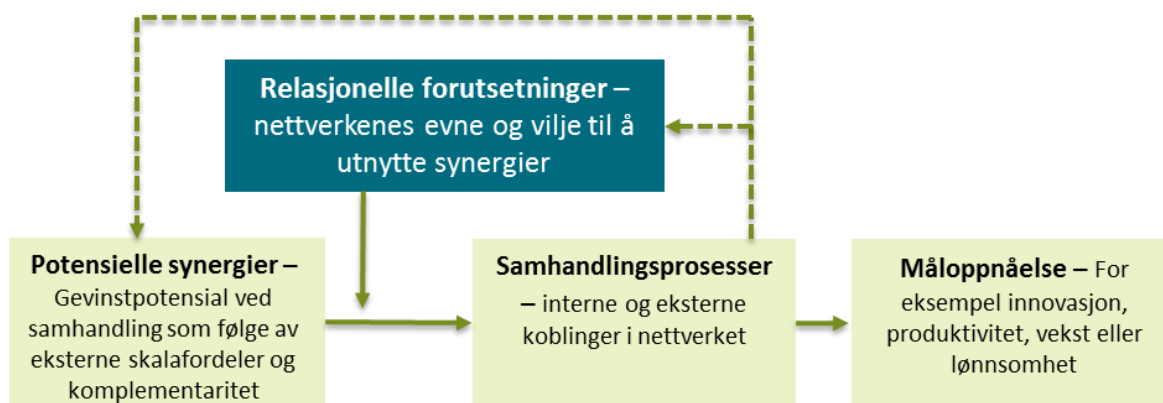 Relasjonelle forutsetninger –
nettverkenes evne og vilje til å
utnytte synergier
Potensielle synergier –
Gevinstpotensial ved
samhandling som følge av
eksterne skalafordeler og
komplementaritet
Samhandlingsprosesser
– interne og eksterne
koblinger i nettverket
Måloppnåelse – For
eksempel innovasjon,
produktivitet, vekst eller
lønnsomhet